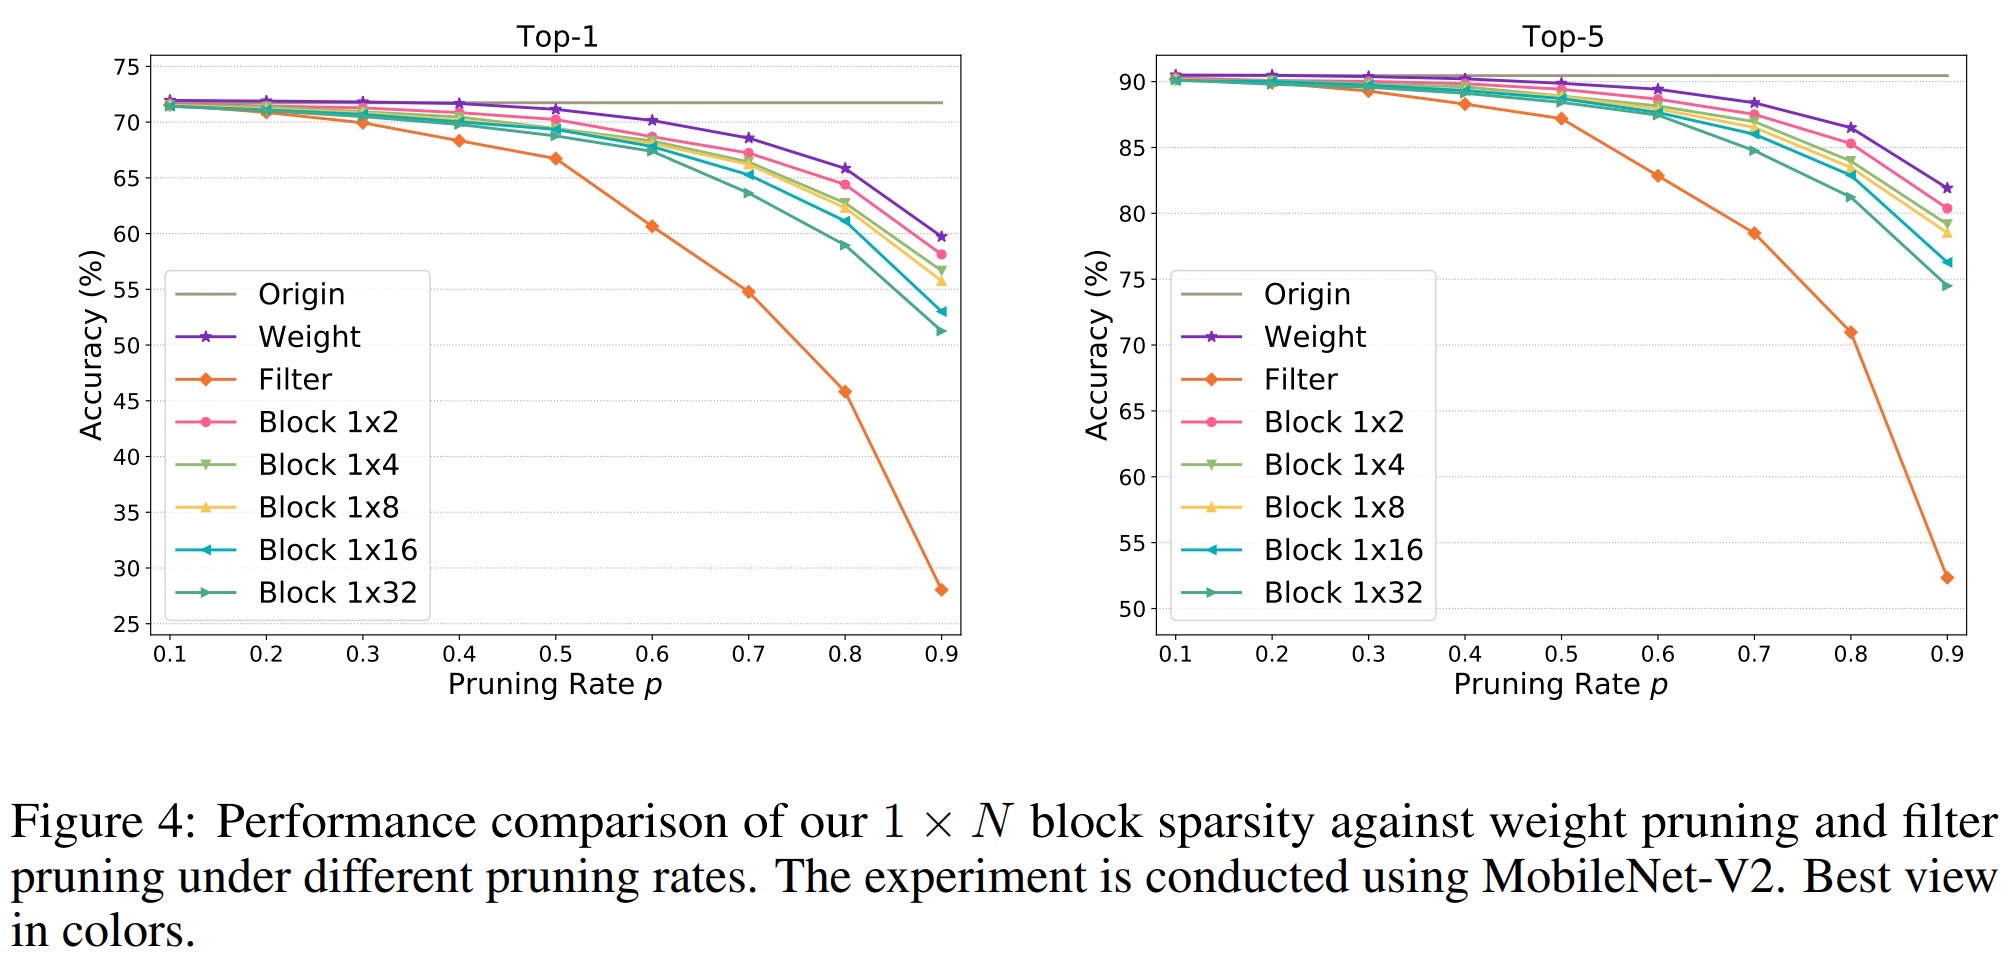 Top-1
75
70
65
60
55
50
45
40
35
30
25
Accuracy (%)
Origin
Weight
Filter
Block 1x2
Block 1x4
Block 1x8
Block 1x16
Block 1x32
0.1 0.2 0.3 0.4 0.5 0.6 0.7 0.8 0.9
Pruning Rate p
Top-5
90
85
80
75
70
65
60
55
50
Accuracy (%)
Origin
Weight
Filter
Block 1x2
Block 1x4
Block 1x8
Block 1x16
Block 1x32
0.1 0.2 0.3 0.4 0.5 0.6 0.7 0.8 0.9
Pruning Rate p
Figure 4: Performance comparison of our 1 × N block sparsity against weight pruning and filter
pruning under different pruning rates. The experiment is conducted using MobileNet-V2. Best view
in colors.